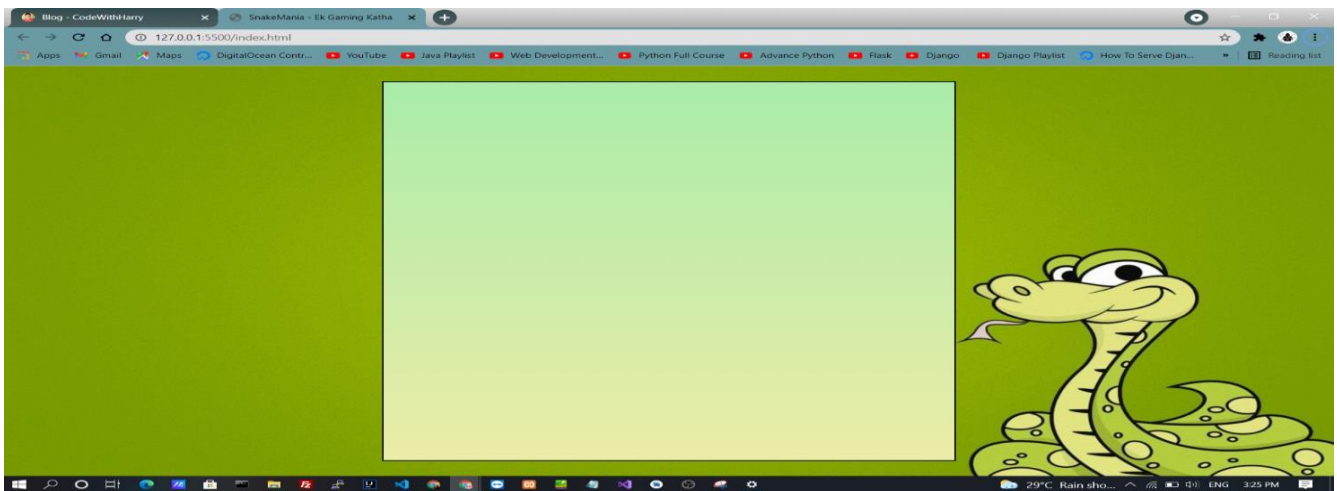 Blog - CodeWithHarry SnakeMania - Ek Gaming Katha
127.0.0.1:5500/index.html
Apps Gmail Maps DigitalOcean Contr... YouTube Java Playlist Web Development... Python Full Course Advance Python Flask Django Django Playlist How To Serve Djan... » Reading list
29°C Rain sho... ENG 3:25 PM